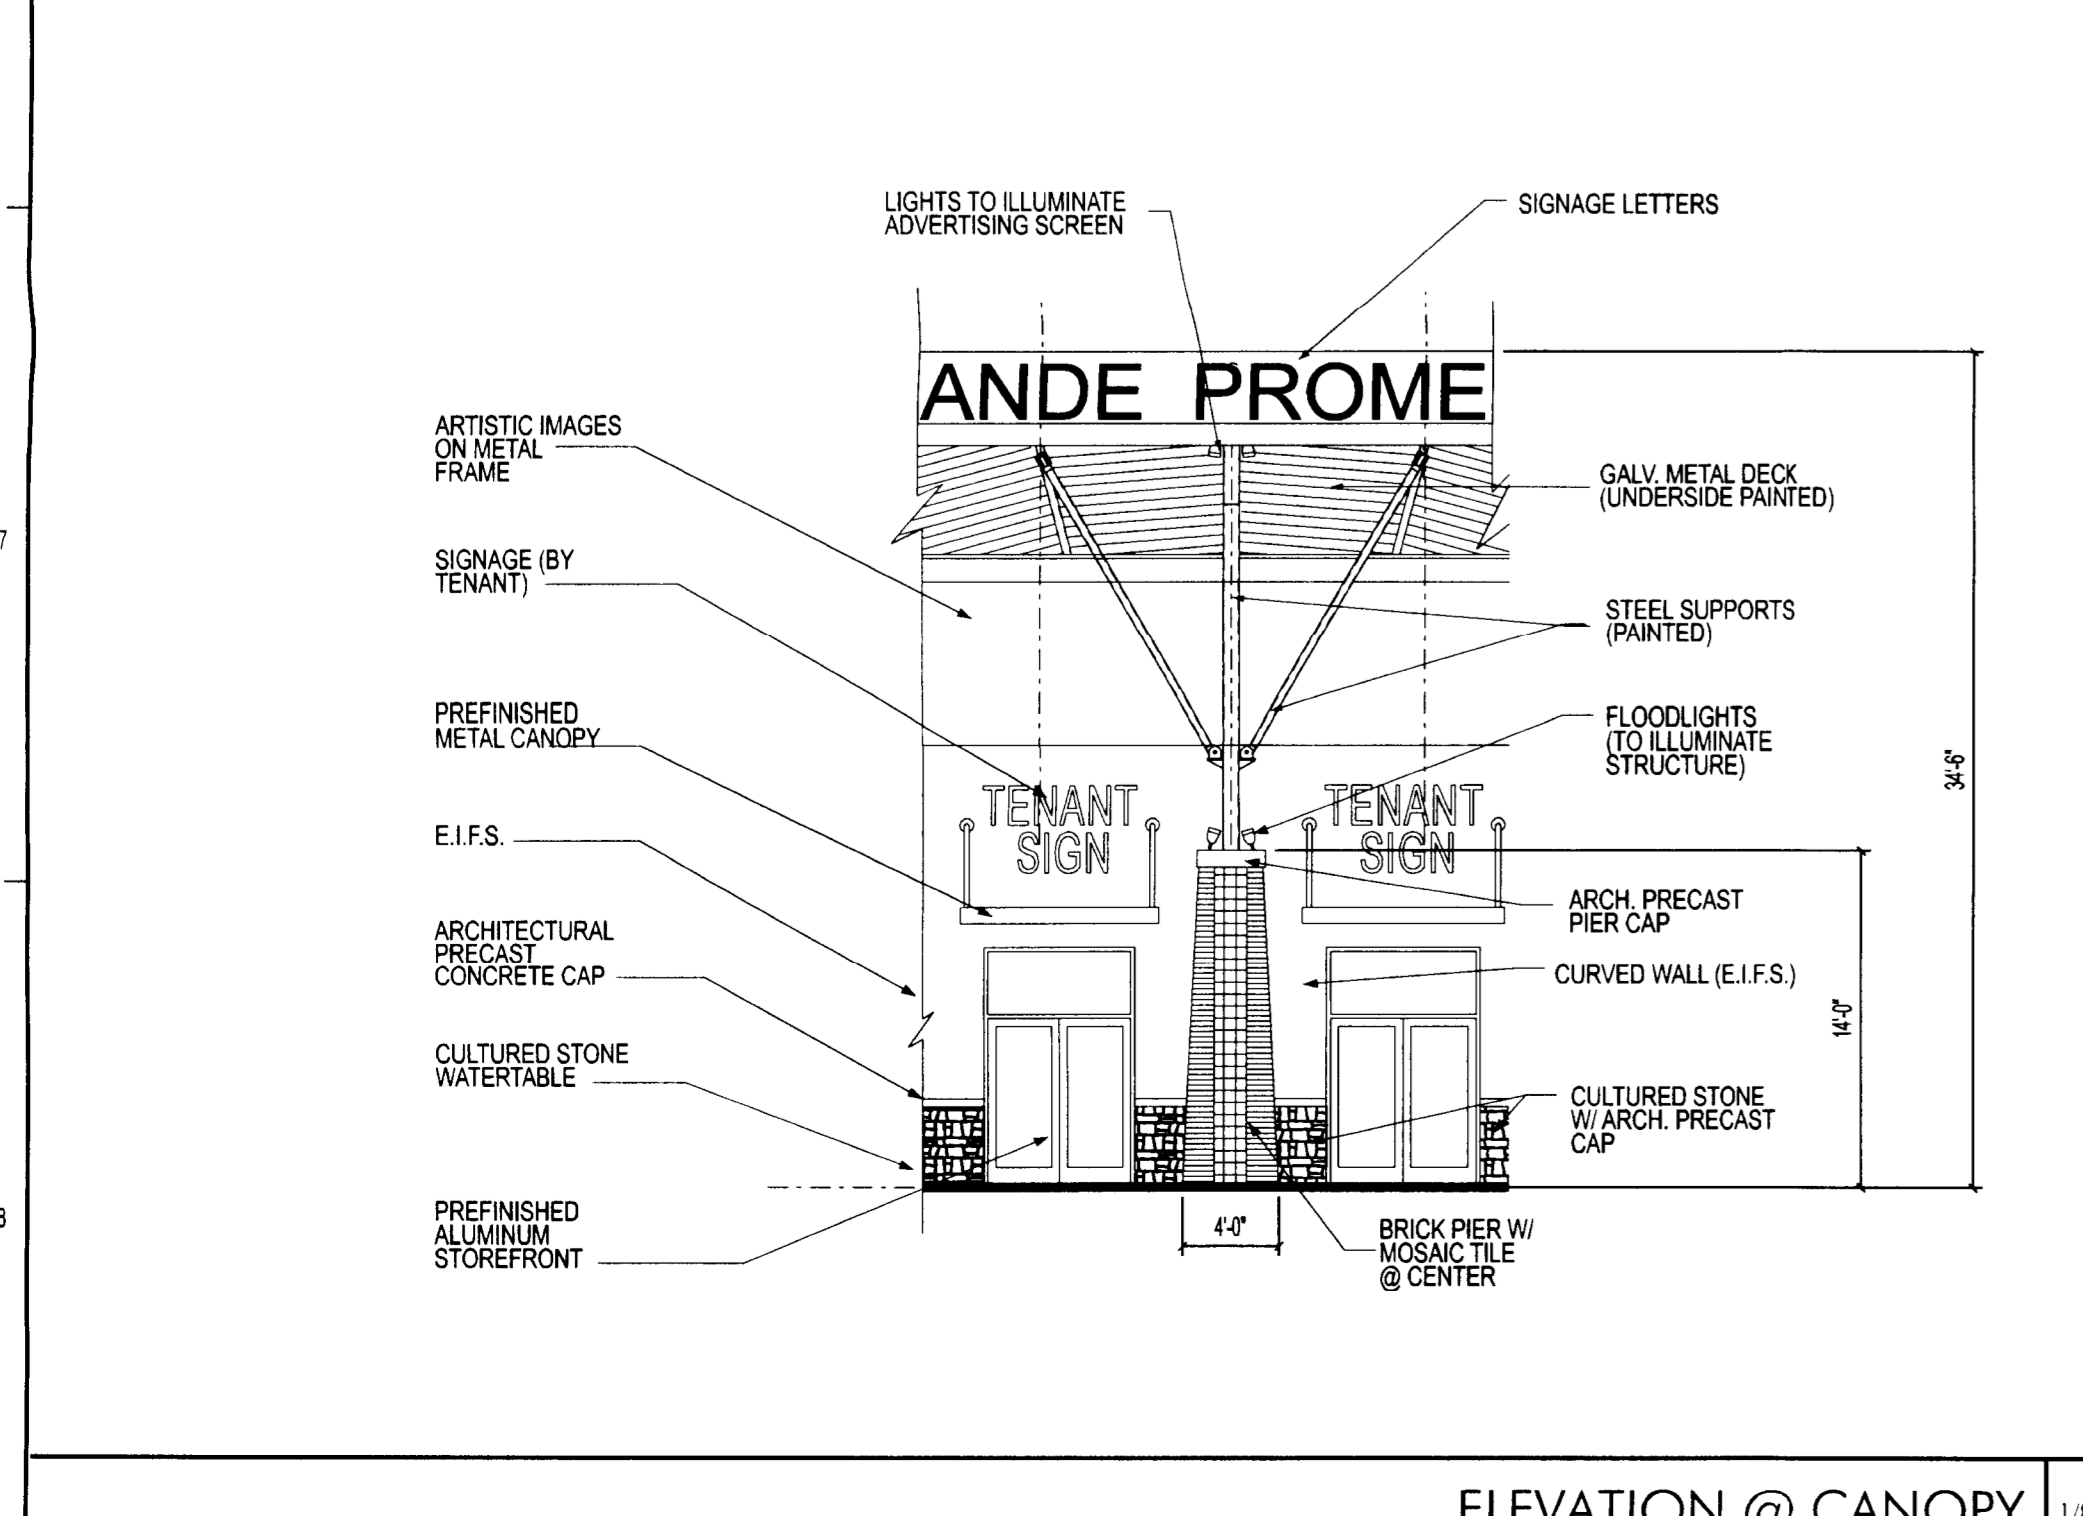 LIGHTS TO ILLUMINATE
ADVERTISING SCREEN
SIGNAGE LETTERS
ANDE PROME
ARTISTIC IMAGES
ON METAL
FRAME
GALV. METAL DECK
(UNDERSIDE PAINTED)
7
SIGNAGE (BY
TENANT)
STEEL SUPPORTS
(PAINTED)
PREFINISHED
METAL CANOPY
FLOODLIGHTS
(TO ILLUMINATE
STRUCTURE)
34'-6"
TENANT
SIGN
TENANT
SIGN
E.I.F.S.
ARCH. PRECAST
PIER CAP
ARCHITECTURAL
PRECAST
CONCRETE CAP
CURVED WALL (E.I.F.S.)
14'-0"
CULTURED STONE
WATERTABLE
CULTURED STONE
W/ ARCH. PRECAST
CAP
PREFINISHED
ALUMINUM
STOREFRONT
4'-0"
BRICK PIER W/
MOSAIC TILE
@ CENTER
ELEVATION @ CANOPY